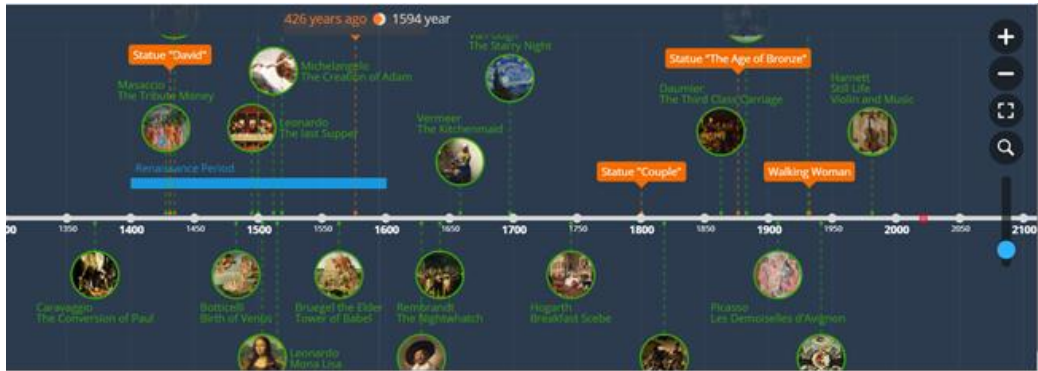 426 years ago 1594 year
Van Gogh
The Starry Night
Statue "David"
Michelangelo
The Creation of Adam
Statue "The Age of Bronze"
Masaccio
The Tribute Money
Daumier
The Third Class Carriage
Harnett
Still Life
Violin and Music
Leonardo
The last Supper
Vermeer
The Kitchenmaid
Renaissance Period
Statue "Couple"
Walking Woman
00 1350 1400 1450 1500 1550 1600 1650 1700 1750 1800 1850 1900 1950 2000 2050 2100
Caravaggio
The Conversion of Paul
Botticelli
Birth of Venus
Bruegel the Elder
Tower of Babel
Rembrandt
The Nightwhatch
Hogarth
Breakfast Scebe
Picasso
Les Demoiselles d'Avignon
Leonardo
Mona Lisa